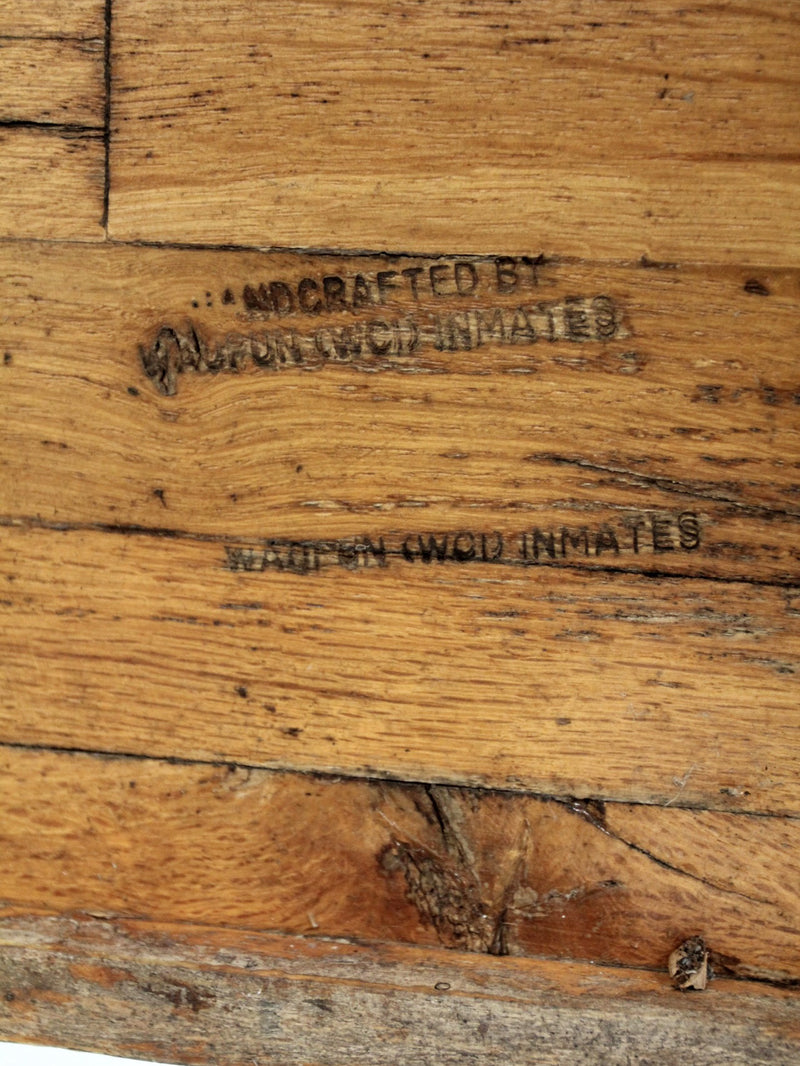 HANDCRAFTED BY
WAUPUN (WCI) INMATES
WAUPUN (WCI) INMATES